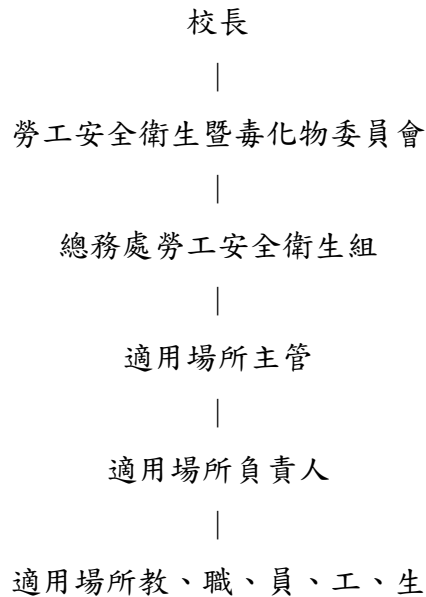 校長
|
勞工安全衛生暨毒化物委員會
|
總務處勞工安全衛生組
|
適用場所主管
|
適用場所負責人
|
適用場所教、職、員、工、生